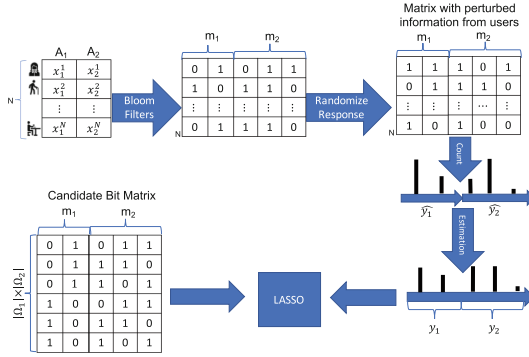 Matrix with perturbed
information from users
A₁ A₂
m₁ m₂
m₁ m₂
N
x₁¹ x₂¹
x₁² x₂²
⋮ ⋮
x₁ᴺ x₂ᴺ
Bloom
Filters
0 1 0 1 1
1 0 1 1 0
⋮ ⋮ ⋮ ⋮ ⋮
0 1 1 1 0
N
Randomize
Response
1 1 1 0 1
0 1 1 1 0
⋮ ⋮ ⋮ ... ⋮
1 0 1 0 0
N
Count
ŷ₁ ŷ₂
Estimation
y₁ y₂
Candidate Bit Matrix
m₁ m₂
|Ω₁|×|Ω₂|
0 1 0 1 1
0 1 1 1 0
1 0 0 1 1
1 0 1 1 0
1 0 1 1 0
1 0 1 1 0
LASSO